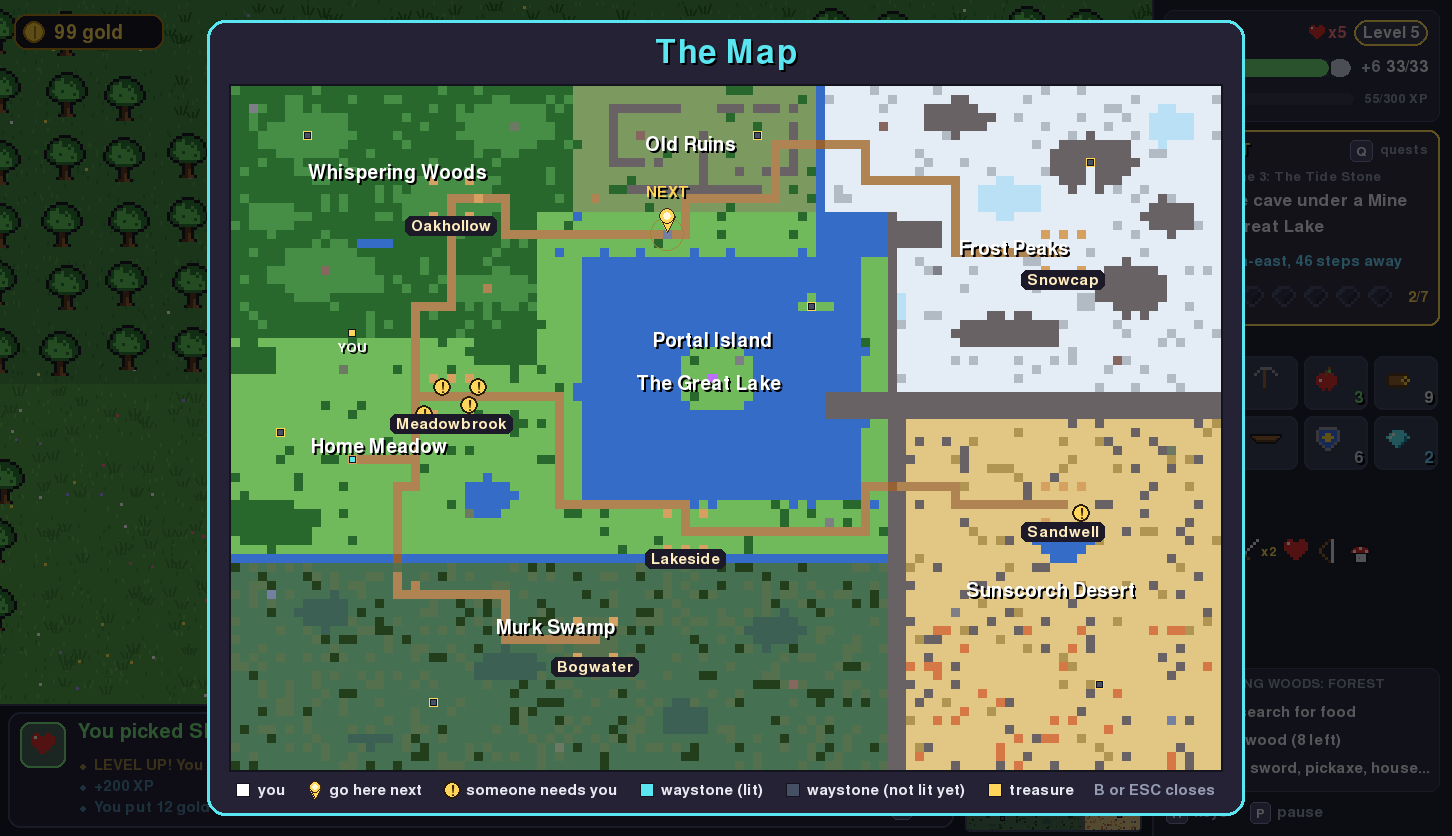 99 gold
The Map
x5 Level 5
+6 33/33
55/300 XP
Q quests
3: The Tide Stone
cave under a Mine
Great Lake
-east, 46 steps away
2/7
3
9
6
2
x2
Old Ruins
Whispering Woods
NEXT
Oakhollow
Frost Peaks
Snowcap
Portal Island
YOU
The Great Lake
Meadowbrook
Home Meadow
Sandwell
Lakeside
Sunscorch Desert
Murk Swamp
Bogwater
WOODS: FOREST
search for food
wood (8 left)
sword, pickaxe, house...
P pause
You picked
LEVEL UP! You
+200 XP
You put 12 gold
you
go here next
someone needs you
waystone (lit)
waystone (not lit yet)
treasure
B or ESC closes